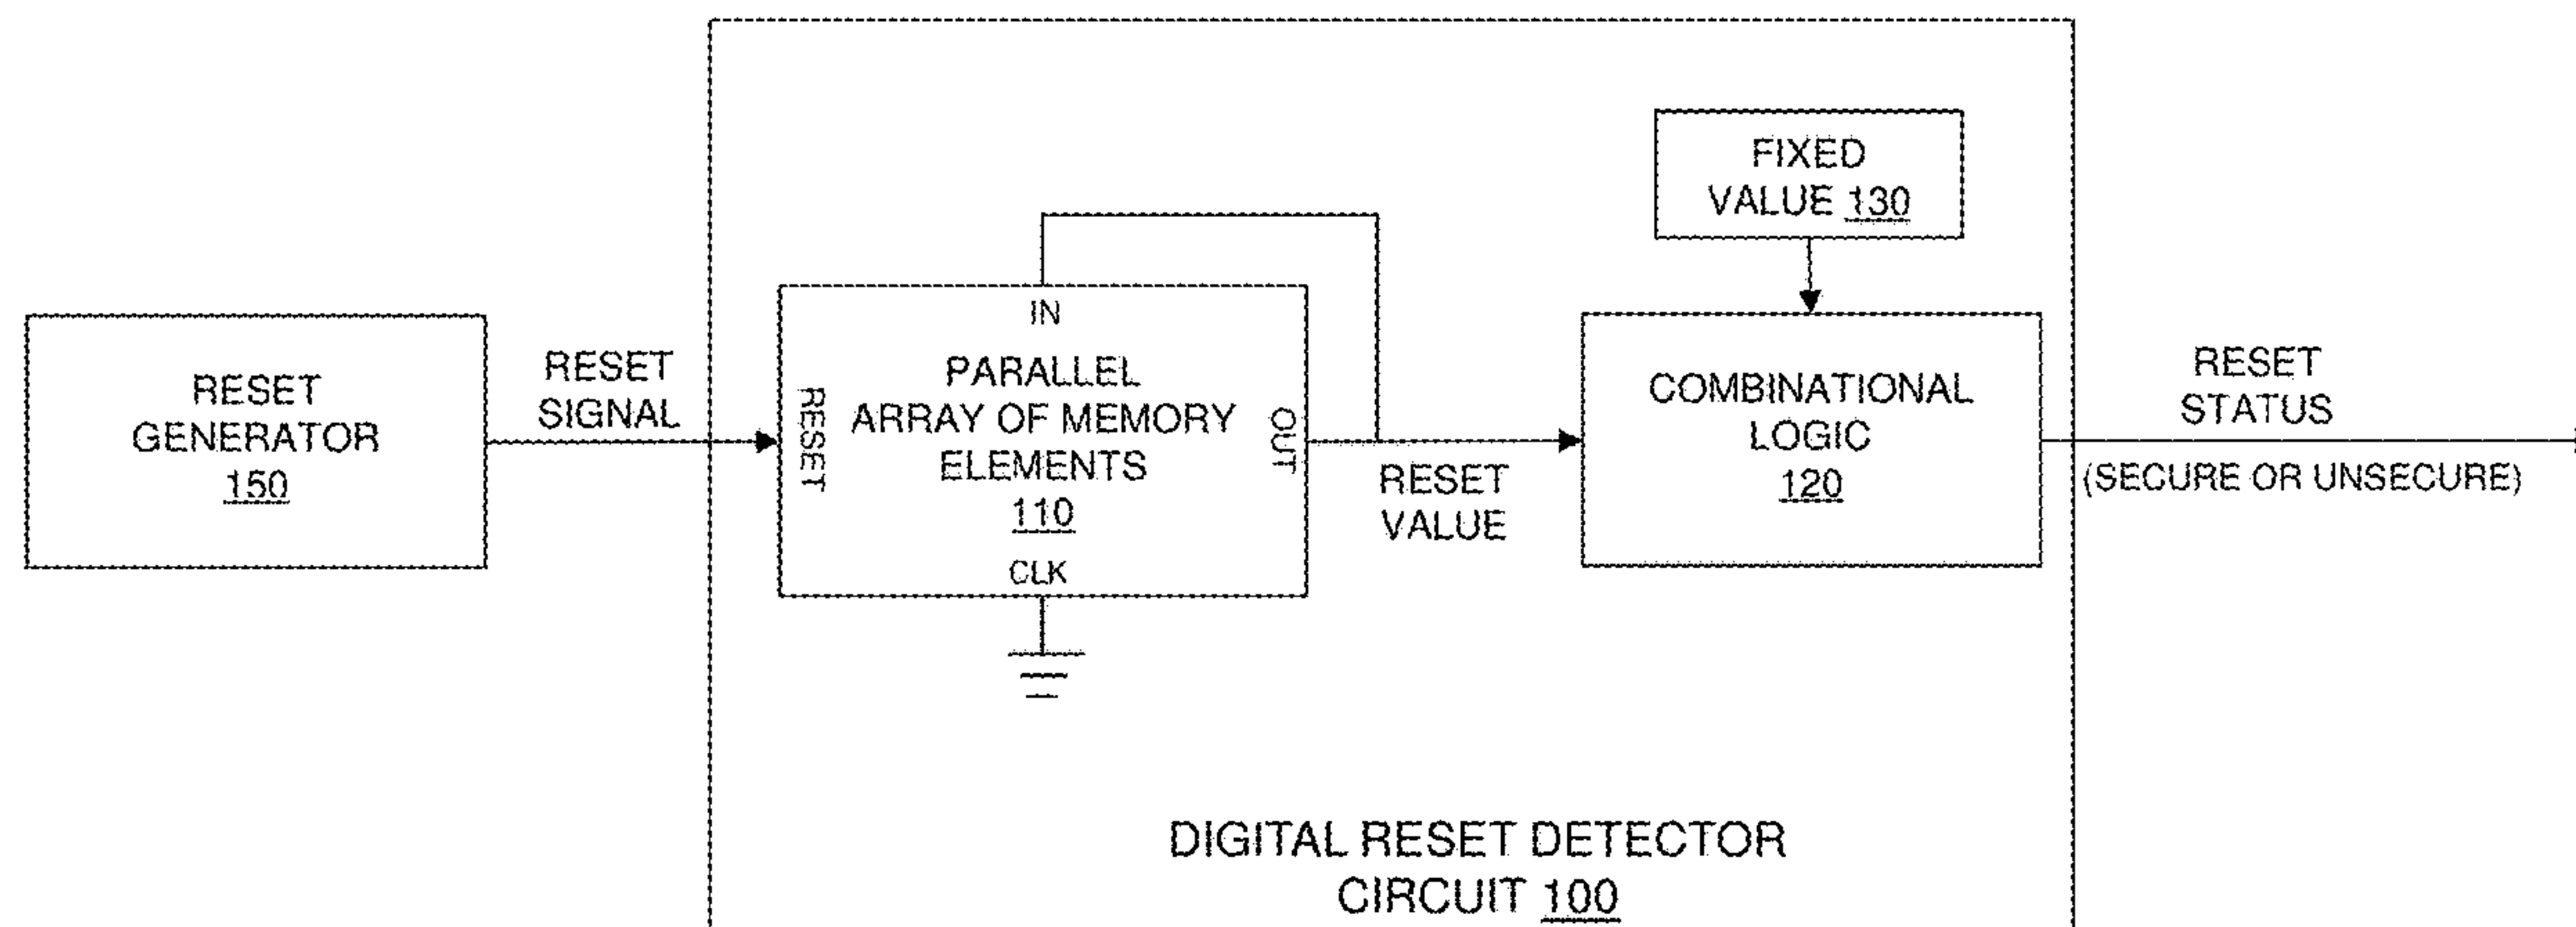 FIXED
VALUE 130
IN
RESET
GENERATOR
150
RESET
SIGNAL
RESET
PARALLEL
ARRAY OF MEMORY
ELEMENTS
110
OUT
CLK
RESET
VALUE
COMBINATIONAL
LOGIC
120
RESET
STATUS
(SECURE OR UNSECURE)
DIGITAL RESET DETECTOR
CIRCUIT 100